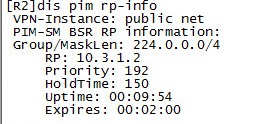 [R2]dis pim rp-info
VPN-Instance: public net
PIM-SM BSR RP information:
Group/MaskLen: 224.0.0.0/4
RP: 10.3.1.2
Priority: 192
HoldTime: 150
Uptime: 00:09:54
Expires: 00:02:00